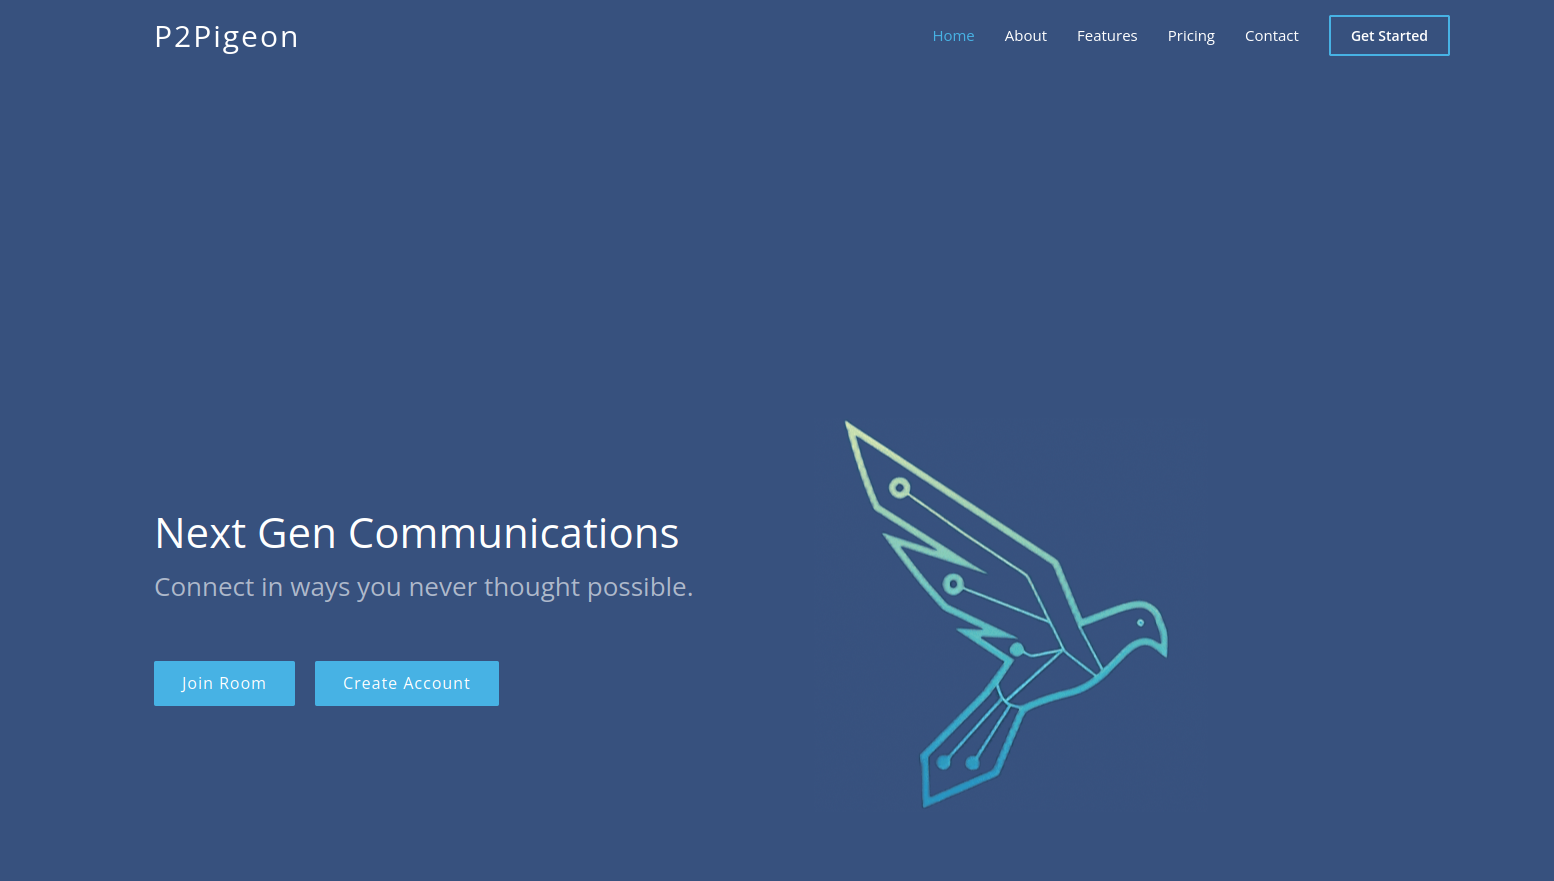 P2Pigeon
Home About Features Pricing Contact Get Started
Next Gen Communications
Connect in ways you never thought possible.
Join Room Create Account